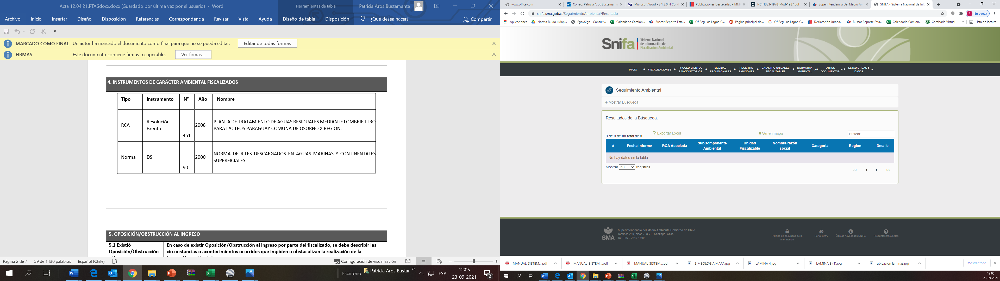 Acta 12.04.21.PTASdocx.docx (Guardado por última vez por el usuario) - Word
Herramientas de tabla
Patricia Aros Bustamante
Archivo Inicio Insertar Diseño Disposición Referencias Correspondencia Revisar Vista Ayuda Diseño de tabla Disposición ¿Qué desea hacer? Compartir
MARCADO COMO FINAL Un autor ha marcado el documento como final para que no se pueda editar. Editar de todas formas
FIRMAS Este documento contiene firmas recuperables. Ver firmas...
4. INSTRUMENTOS DE CARÁCTER AMBIENTAL FISCALIZADOS
Tipo Instrumento N° Año Nombre
RCA Resolución Exenta 451 2008 PLANTA DE TRATAMIENTO DE AGUAS RESIDUALES MEDIANTE LOMBRIFILTRO
PARA LACTEOS PARAGUAY COMUNA DE OSORNO X REGION.
Norma DS 90 2000 NORMA DE RILES DESCARGADOS EN AGUAS MARINAS Y CONTINENTALES
SUPERFICIALES
5. OPOSICIÓN/OBSTRUCCIÓN AL INGRESO
5.1 Existió En caso de existir Oposición/Obstrucción al ingreso por parte del fiscalizado, se debe describir las
Oposición/Obstrucción circunstancias o acontecimientos ocurridos que impiden u obstaculizan la realización de la
Página 2 de 7 59 de 1430 palabras Español (Chile) Configuración de visualización
Escritorio Patricia Aros Bustar » ESP
12:05
23-09-2021
2
www.office.com
Correo: Patricia Aros Bustamante
Microsoft Word - 3.1.3.0 FI Cond
Publicaciones Destacadas – MM
NCh1333-1978_Mod-1987.pdf
Superintendencia Del Medio Am
SNIFA - Sistema Nacional de Inf
snifa.sma.gob.cl/SeguimientoAmbiental/Resultado
P En pausa
Aplicaciones Norma Ruido : Map... EgovSign - Consult... Calendario Camion... Buscar Reporte Esta... Of Reg Los Lagos-C... Página principal de... Of Reg Los Lagos-C... Declaración Jurada... Buscar Reporte Esta... Calendario Camion... Comisaria Virtual » Lista de lectura
Snifa
Sistema Nacional
de Información de
Fiscalización Ambiental
INICIO • FISCALIZACIONES • PROCEDIMIENTOS SANCIONATORIOS • MEDIDAS PROVISIONALES • REGISTRO SANCIONES • CATASTRO UNIDADES FISCALIZABLES • NORMATIVA AMBIENTAL • OTROS DOCUMENTOS • ESTADÍSTICAS & DATOS
Seguimiento Ambiental
Mostrar Búsqueda
Resultados de la Búsqueda:
0 de 0 de un total de 0 Exportar Excel Ver en mapa Buscar
# Fecha Informe RCA Asociada SubComponente Ambiental Unidad Fiscalizable Nombre razón social Categoría Región Detalle
No hay datos en la tabla
Mostrar 50 registros
<< < > >>
SMA
Superintendencia del Medio Ambiente Gobierno de Chile
Teatinos 280, pisos 7, 8 y 9, Santiago, Chile
Tel: +56 2 2617 1800
Política de seguridad de la información
Portal SMA
Últimas novedades SNIFA
Preguntas frecuentes
MANUAL_SISTEM....pdf MANUAL_SISTEM....pdf MANUAL_SISTEM....pdf SIMBOLOGIA MAPA.jpg LAMINA 4.jpg LAMINA 3 (1).jpg ubicacion laminas.jpg Mostrar todo
12:05
23-09-2021